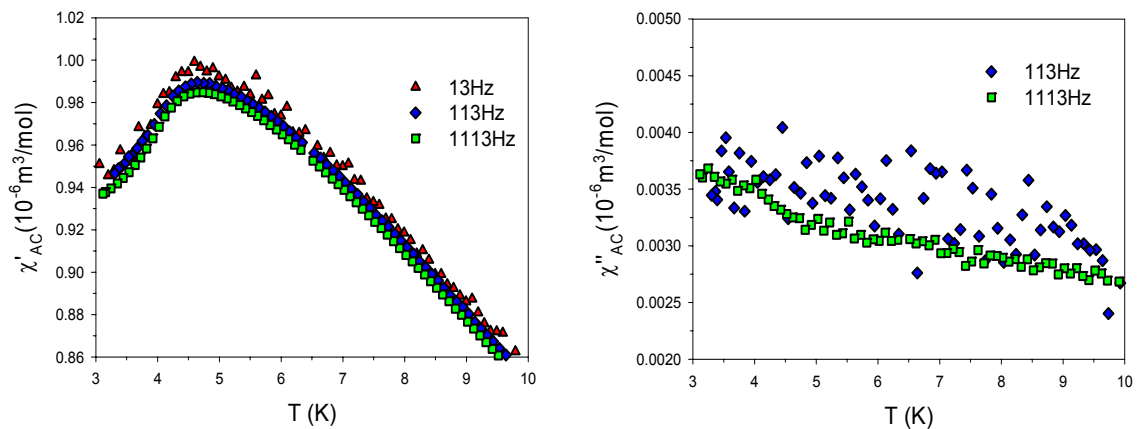 1.02
1.00
0.98
0.96
0.94
0.92
0.90
0.88
0.86
3 4 5 6 7 8 9 10
T (K)
χ'AC(10⁻⁶m³/mol)
13Hz
113Hz
1113Hz
0.0050
0.0045
0.0040
0.0035
0.0030
0.0025
0.0020
3 4 5 6 7 8 9 10
T (K)
χ''AC(10⁻⁶m³/mol)
113Hz
1113Hz